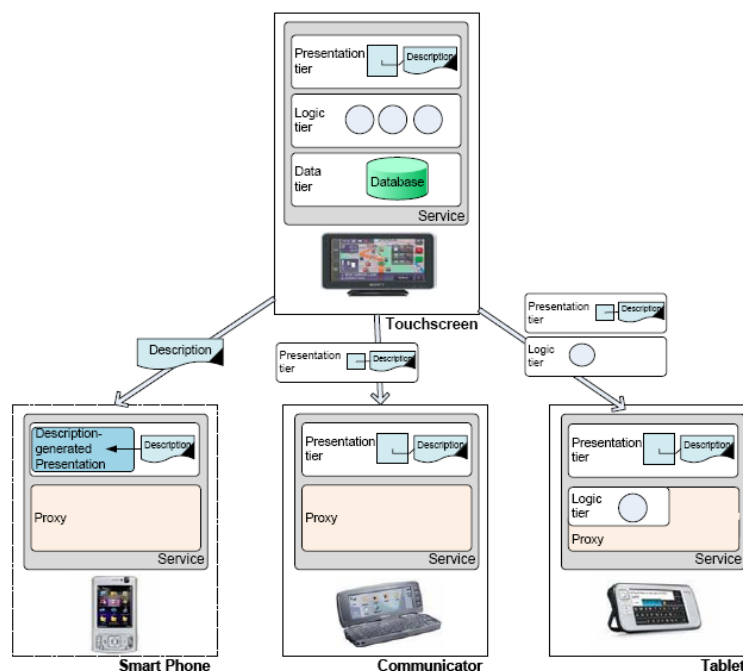 Presentation
tier
Description
Logic
tier
Data
tier
Database
Service
SONY
Touchscreen
Description
Presentation
tier
Description
Presentation
tier
Description
Logic
tier
Description-
generated
Presentation
Description
Proxy
Service
Smart Phone
Presentation
tier
Description
Proxy
Service
Communicator
Presentation
tier
Description
Logic
tier
Proxy
Service
Tablet